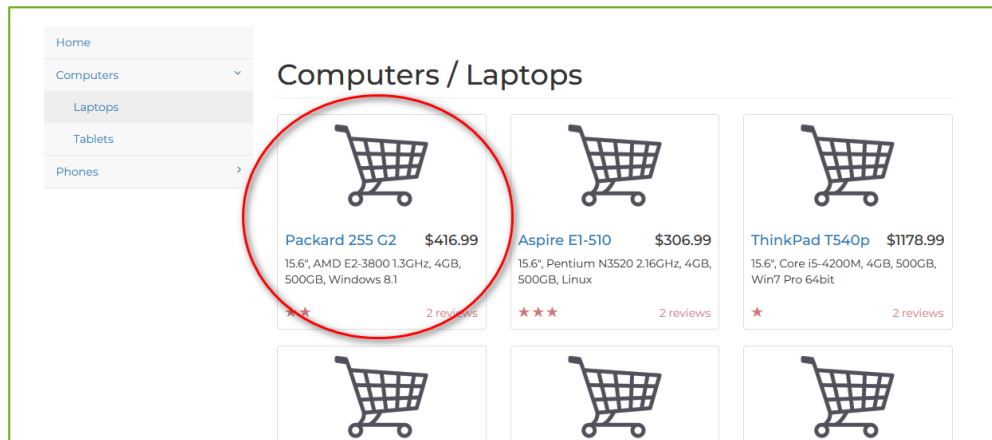 Home
Computers
Laptops
Tablets
Phones
Computers / Laptops
Packard 255 G2 $416.99
15.6", AMD E2-3800 1.3GHz, 4GB,
500GB, Windows 8.1
2 reviews
Aspire E1-510 $306.99
15.6", Pentium N3520 2.16GHz, 4GB,
500GB, Linux
2 reviews
ThinkPad T540p $1178.99
15.6", Core i5-4200M, 4GB, 500GB,
Win7 Pro 64bit
2 reviews